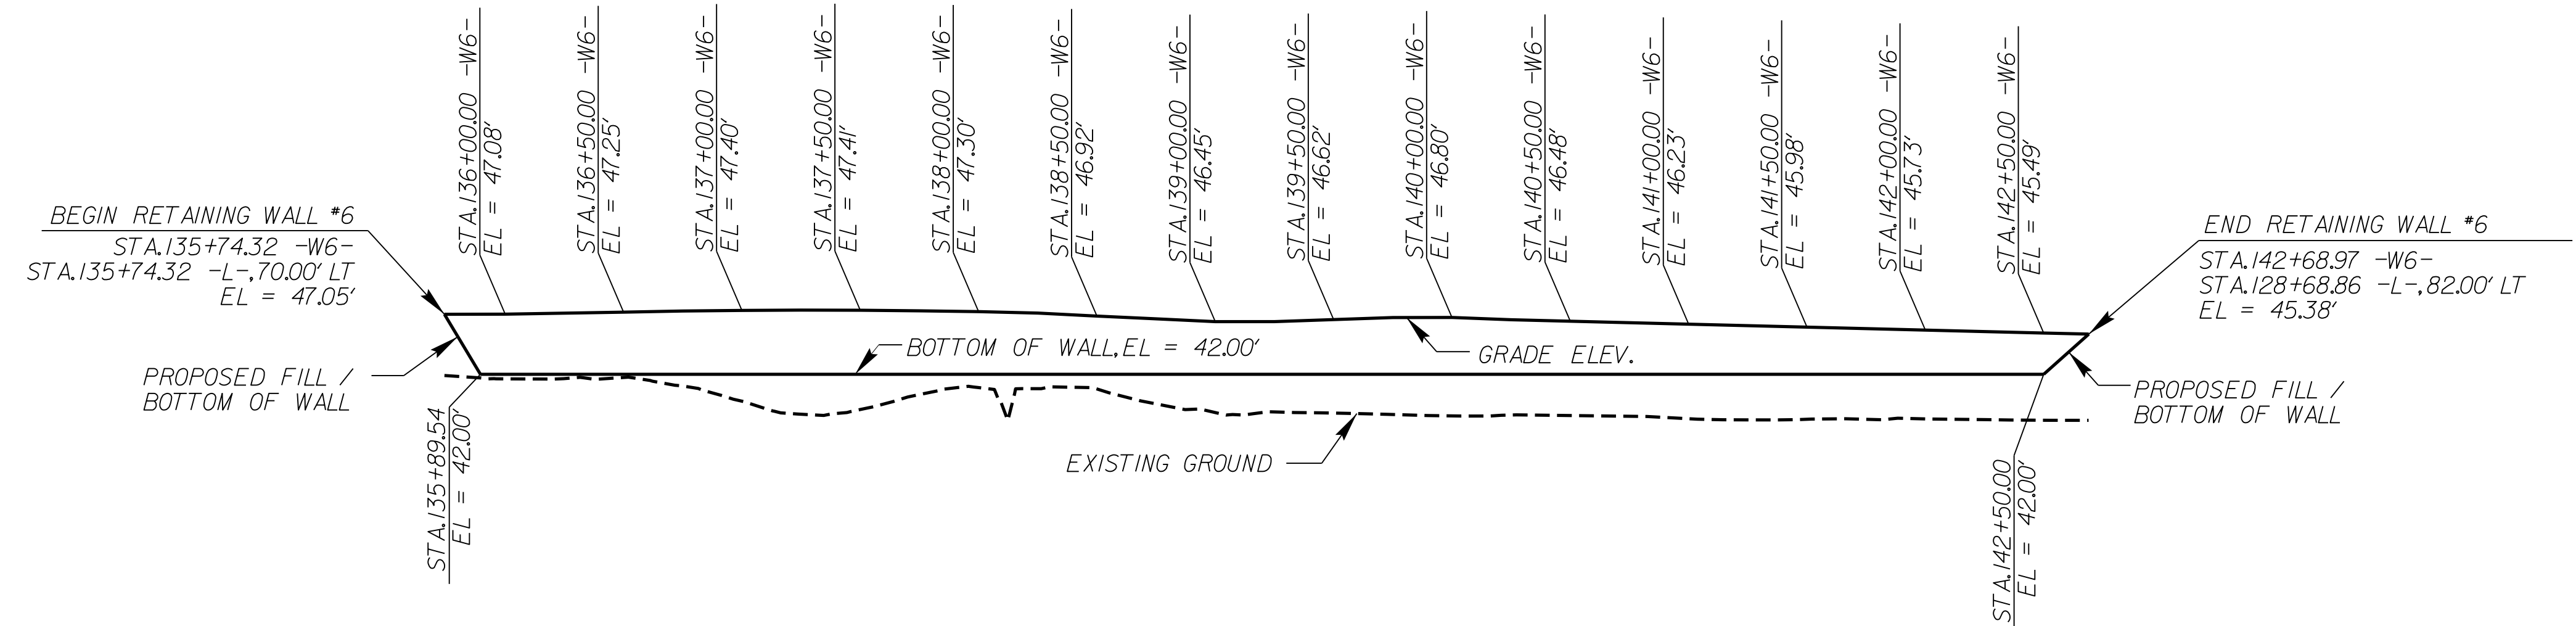 STA.136+00.00 -W6-
EL = 47.08'
STA.136+50.00 -W6-
EL = 47.25'
STA.137+00.00 -W6-
EL = 47.40'
STA.137+50.00 -W6-
EL = 47.41'
STA.138+00.00 -W6-
EL = 47.30'
STA.138+50.00 -W6-
EL = 46.92'
STA.139+00.00 -W6-
EL = 46.45'
STA.139+50.00 -W6-
EL = 46.62'
STA.140+00.00 -W6-
EL = 46.80'
STA.140+50.00 -W6-
EL = 46.48'
STA.141+00.00 -W6-
EL = 46.23'
STA.141+50.00 -W6-
EL = 45.98'
STA.142+00.00 -W6-
EL = 45.73'
STA.142+50.00 -W6-
EL = 45.49'
BEGIN RETAINING WALL #6
STA.135+74.32 -W6-
STA.135+74.32 -L-,70.00' LT
EL = 47.05'
END RETAINING WALL #6
STA.142+68.97 -W6-
STA.128+68.86 -L-,82.00' LT
EL = 45.38'
BOTTOM OF WALL,EL = 42.00'
GRADE ELEV.
PROPOSED FILL /
BOTTOM OF WALL
PROPOSED FILL /
BOTTOM OF WALL
EXISTING GROUND
STA.135+89.54
EL = 42.00'
STA.142+50.00
EL = 42.00'